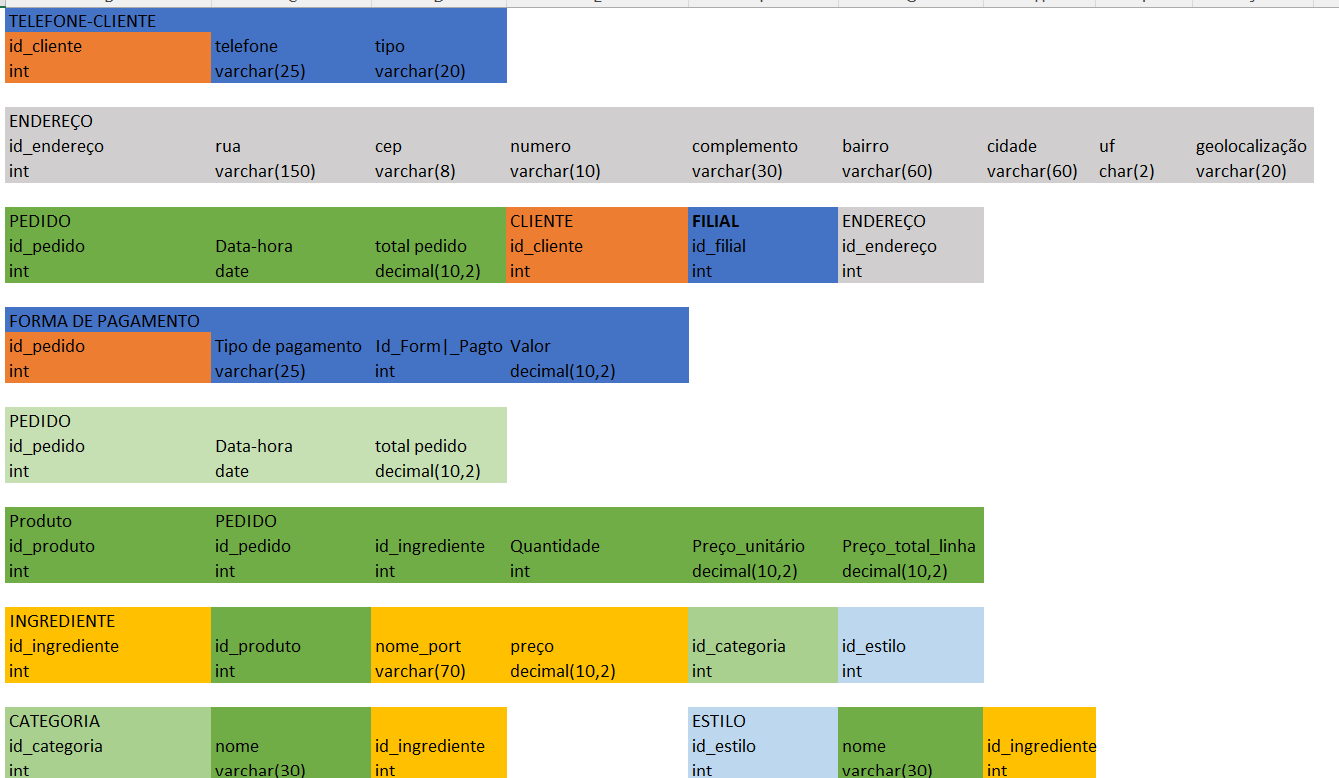 TELEFONE-CLIENTE
id_cliente telefone tipo
int varchar(25) varchar(20)
ENDEREÇO
id_endereço rua cep numero complemento bairro cidade uf geolocalização
int varchar(150) varchar(8) varchar(10) varchar(30) varchar(60) varchar(60) char(2) varchar(20)
PEDIDO CLIENTE FILIAL ENDEREÇO
id_pedido Data-hora total pedido id_cliente id_filial id_endereço
int date decimal(10,2) int int int
FORMA DE PAGAMENTO
id_pedido Tipo de pagamento Id_Form|_Pagto Valor
int varchar(25) int decimal(10,2)
PEDIDO
id_pedido Data-hora total pedido
int date decimal(10,2)
Produto PEDIDO
id_produto id_pedido id_ingrediente Quantidade Preço_unitário Preço_total_linha
int int int int decimal(10,2) decimal(10,2)
INGREDIENTE
id_ingrediente id_produto nome_port preço id_categoria id_estilo
int int varchar(70) decimal(10,2) int int
CATEGORIA ESTILO
id_categoria nome id_ingrediente id_estilo nome id_ingrediente
int varchar(30) int int varchar(30) int